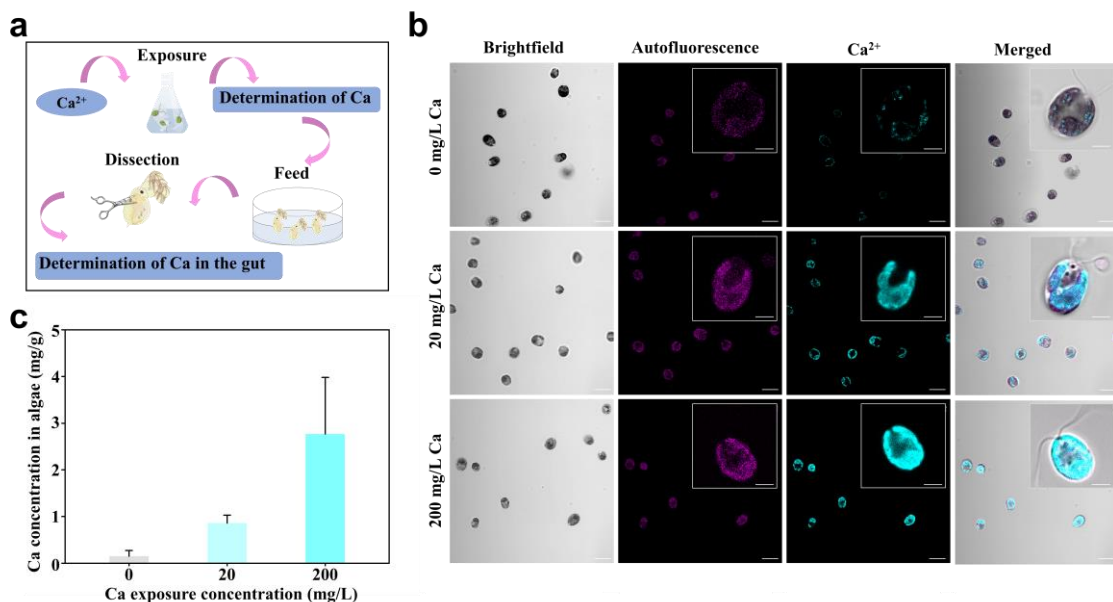 a
Exposure
Ca²⁺
Determination of Ca
Dissection
Feed
Determination of Ca in the gut
b
Brightfield
Autofluorescence
Ca²⁺
Merged
0 mg/L Ca
20 mg/L Ca
200 mg/L Ca
c
Ca concentration in algae (mg/g)
5
4
3
2
1
0
0
20
200
Ca exposure concentration (mg/L)